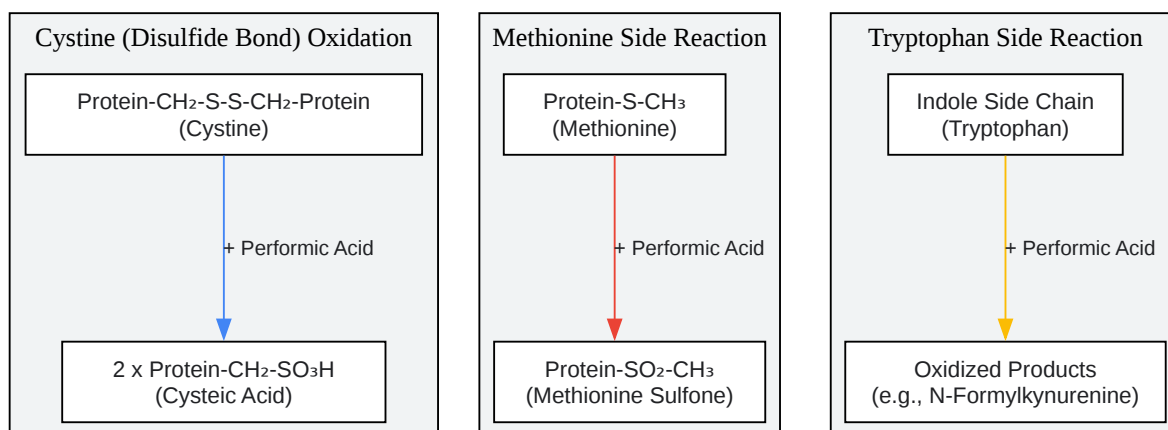 Cystine (Disulfide Bond) Oxidation
Protein-CH₂-S-S-CH₂-Protein
(Cystine)
+ Performic Acid
2 x Protein-CH₂-SO₃H
(Cysteic Acid)
Methionine Side Reaction
Protein-S-CH₃
(Methionine)
+ Performic Acid
Protein-SO₂-CH₃
(Methionine Sulfone)
Tryptophan Side Reaction
Indole Side Chain
(Tryptophan)
+ Performic Acid
Oxidized Products
(e.g., N-Formylkynurenine)